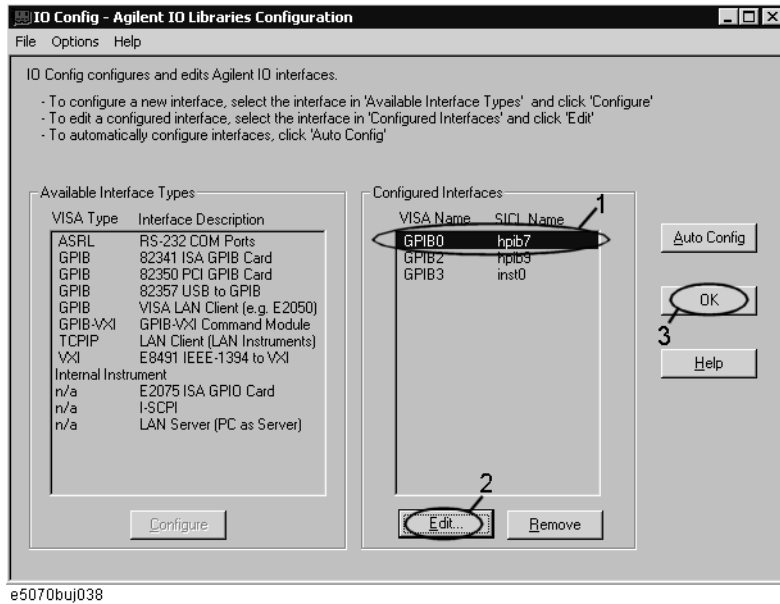 IO Config - Agilent IO Libraries Configuration
File Options Help
IO Config configures and edits Agilent IO interfaces.
- To configure a new interface, select the interface in 'Available Interface Types' and click 'Configure'
- To edit a configured interface, select the interface in 'Configured Interfaces' and click 'Edit'
- To automatically configure interfaces, click 'Auto Config'
Available Interface Types
VISA Type Interface Description
ASRL RS-232 COM Ports
GPIB 82341 ISA GPIB Card
GPIB 82350 PCI GPIB Card
GPIB 82357 USB to GPIB
GPIB VISA LAN Client (e.g. E2050)
GPIB-VXI GPIB-VXI Command Module
TCPIP LAN Client (LAN Instruments)
VXI E8491 IEEE-1394 to VXI
Internal Instrument
n/a E2075 ISA GPIO Card
n/a I-SCPI
n/a LAN Server (PC as Server)
Configure
Configured Interfaces
1
VISA Name SICL Name
GPIB0 hpib7
GPIB2 hpib9
GPIB3 inst0
2
Edit...
Remove
Auto Config
OK
3
Help
e5070buj038